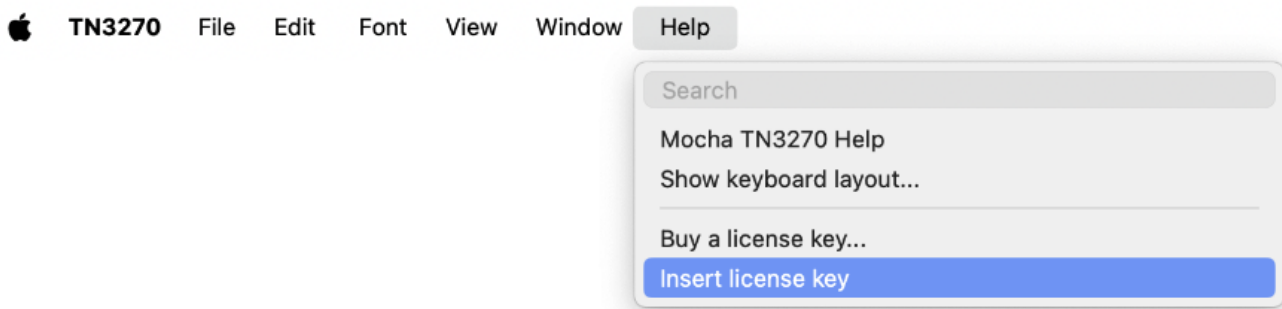 TN3270 File Edit Font View Window Help
Search
Mocha TN3270 Help
Show keyboard layout...
Buy a license key...
Insert license key